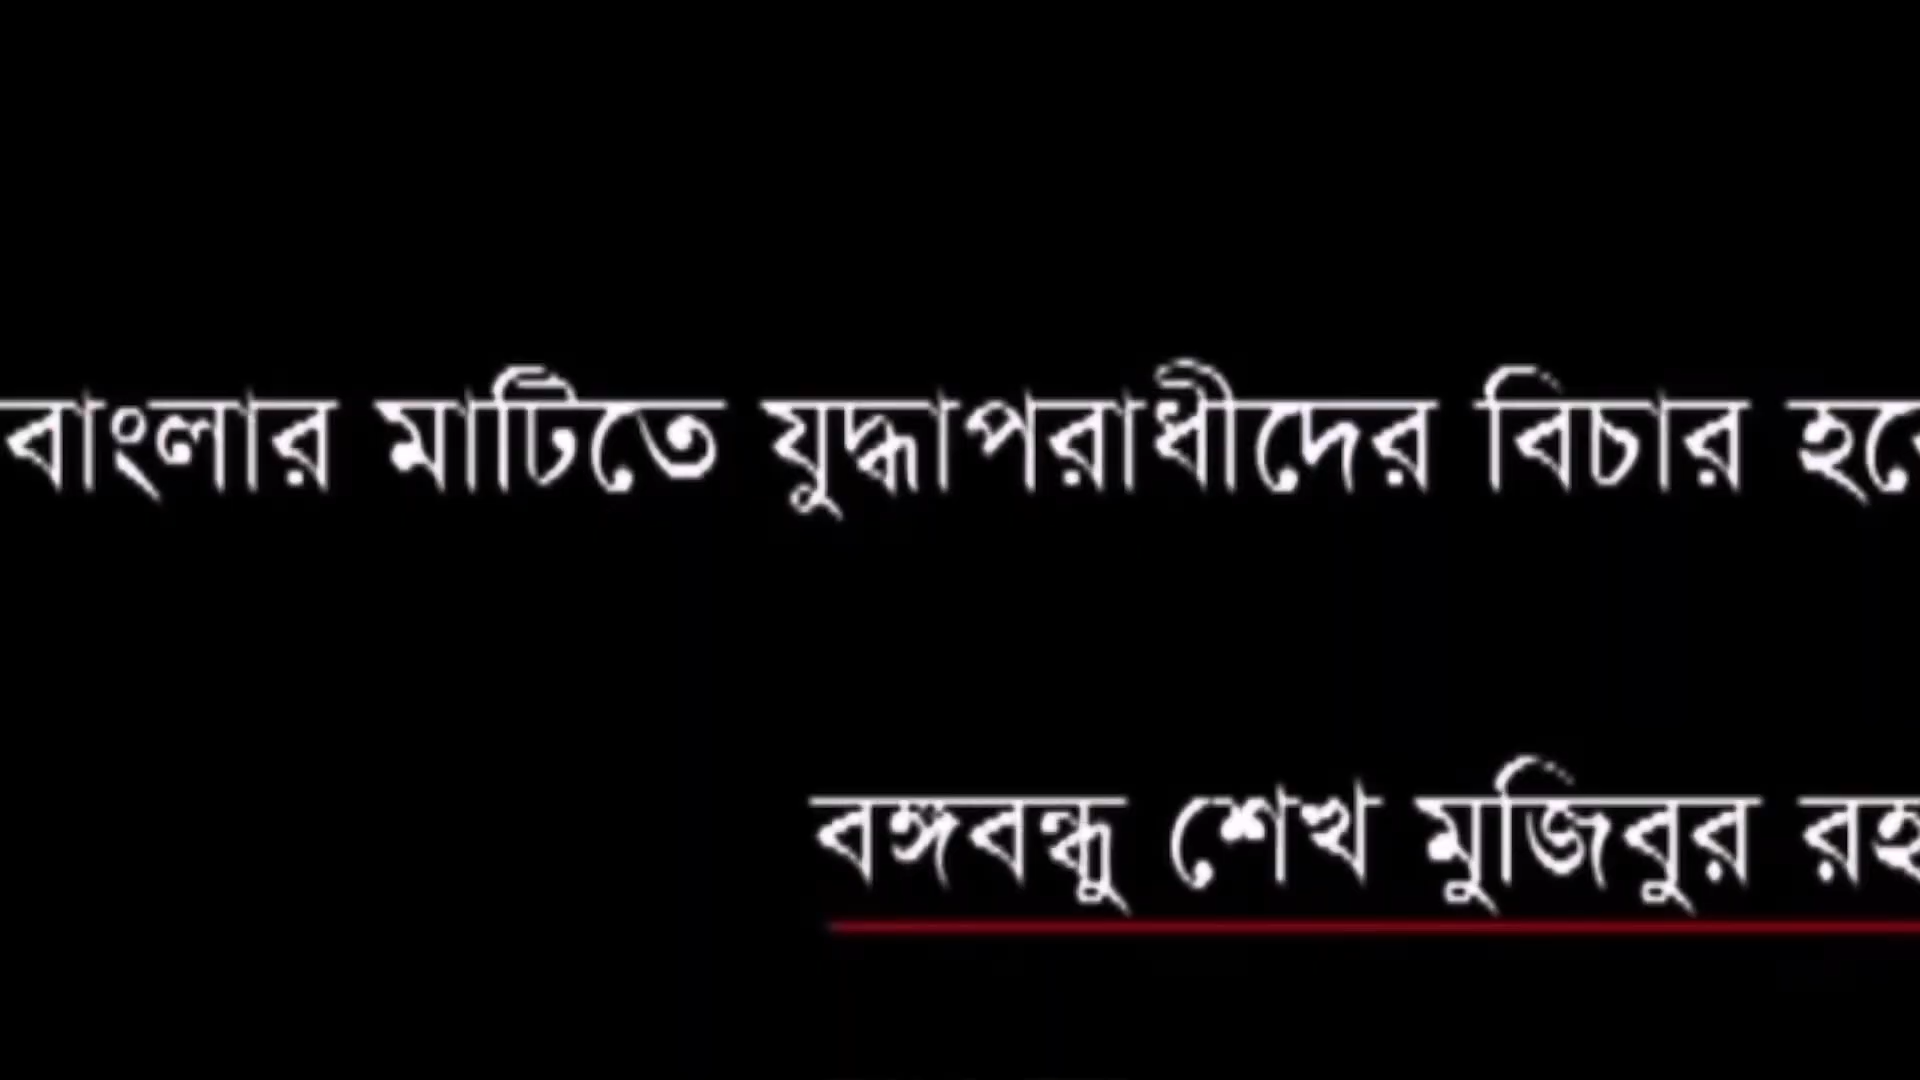 বাংলার মাটিতে যুদ্ধাপরাধীদের বিচার
বঙ্গবন্ধু শেখ মুজিবুর